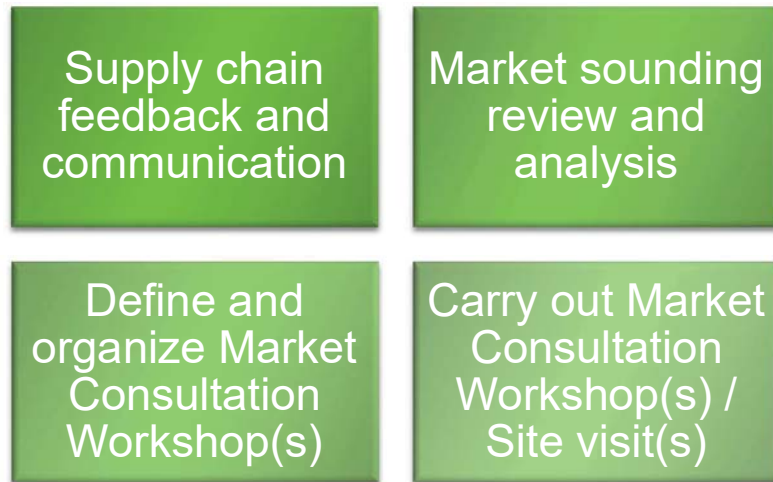 Supply chain
feedback and
communication
Market sounding
review and
analysis
Define and
organize Market
Consultation
Workshop(s)
Carry out Market
Consultation
Workshop(s) /
Site visit(s)